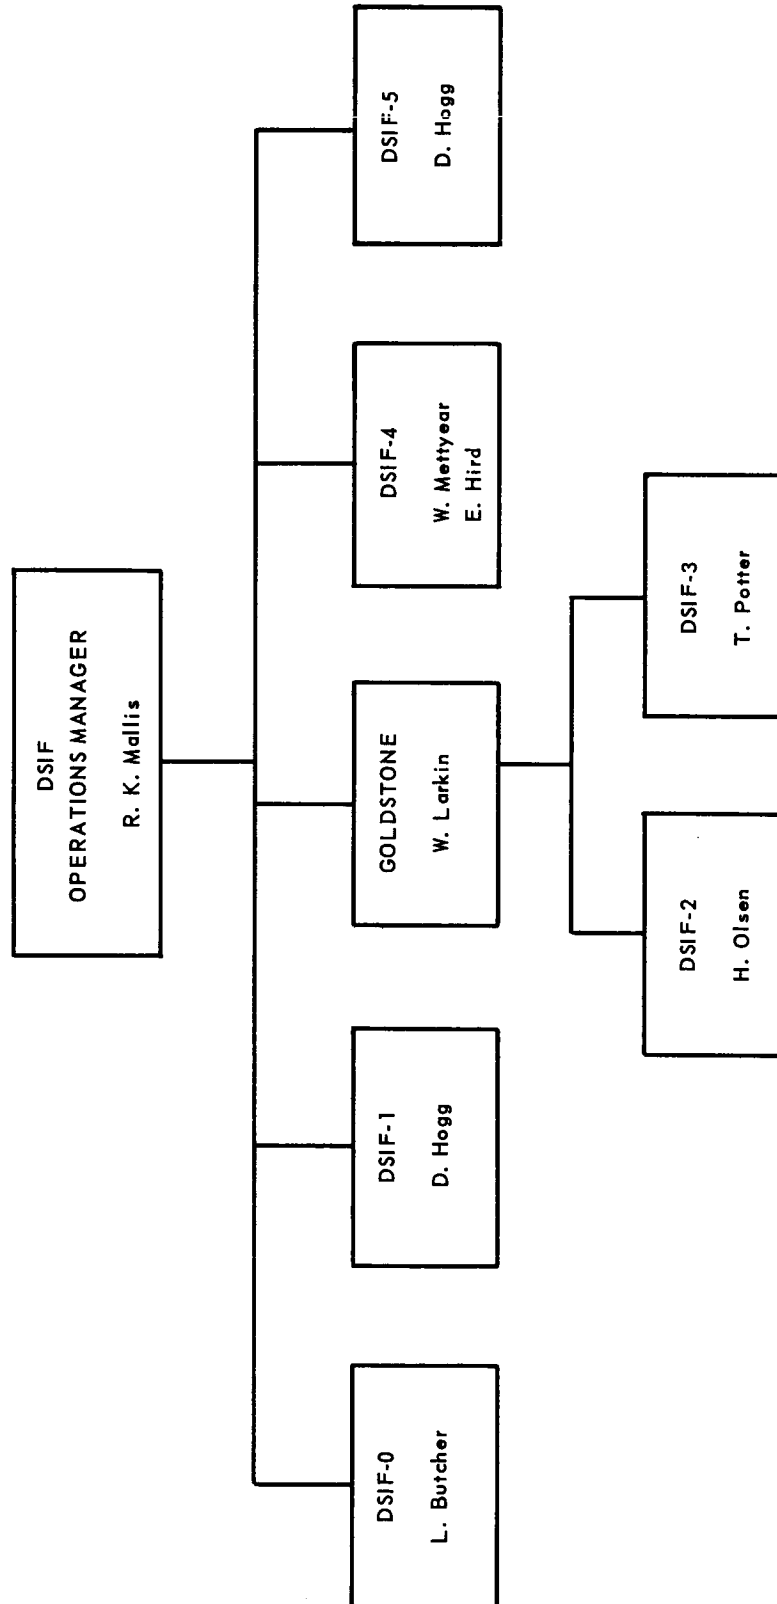 DSIF
OPERATIONS MANAGER
R. K. Mallis
DSIF-0
L. Butcher
DSIF-1
D. Hogg
GOLDSTONE
W. Larkin
DSIF-4
W. Mettyear
E. Hird
DSIF-5
D. Hogg
DSIF-2
H. Olsen
DSIF-3
T. Potter